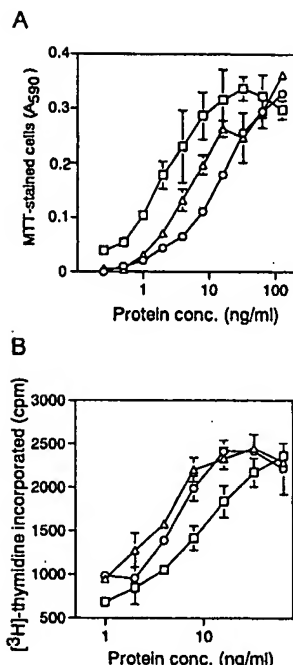 A
MTT-stained cells (A590)
0.4
0.3
0.2
0.1
0
1
10
100
Protein conc. (ng/ml)
B
[³H]-thymidine incorporated (cpm)
3000
2500
2000
1500
1000
500
1
10
Protein conc. (ng/ml)